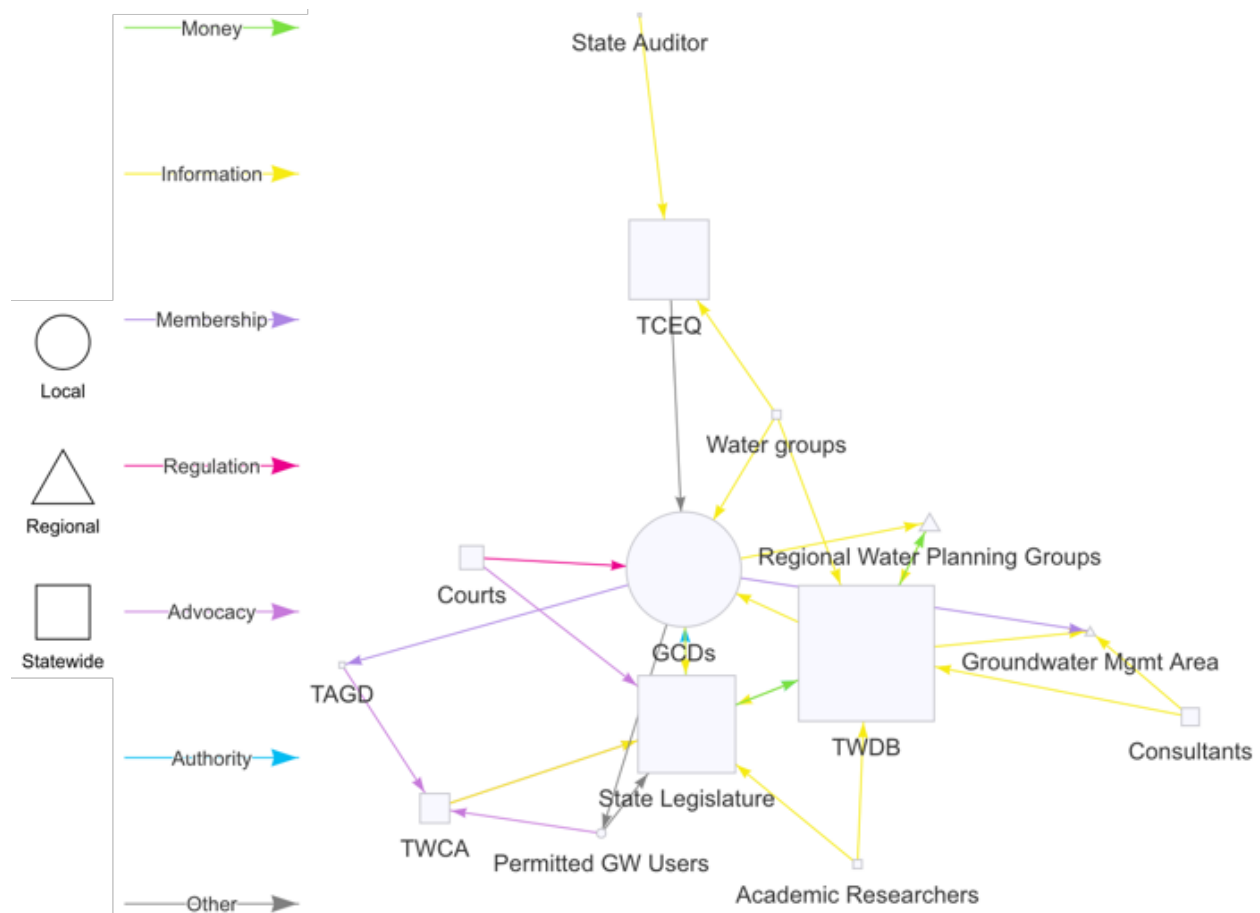 Money
Information
Membership
Regulation
Advocacy
Authority
Other
Local
Regional
Statewide
State Auditor
TCEQ
Water groups
Regional Water Planning Groups
Courts
GCDs
Groundwater Mgmt Area
TAGD
TWDB
Consultants
State Legislature
TWCA
Permitted GW Users
Academic Researchers